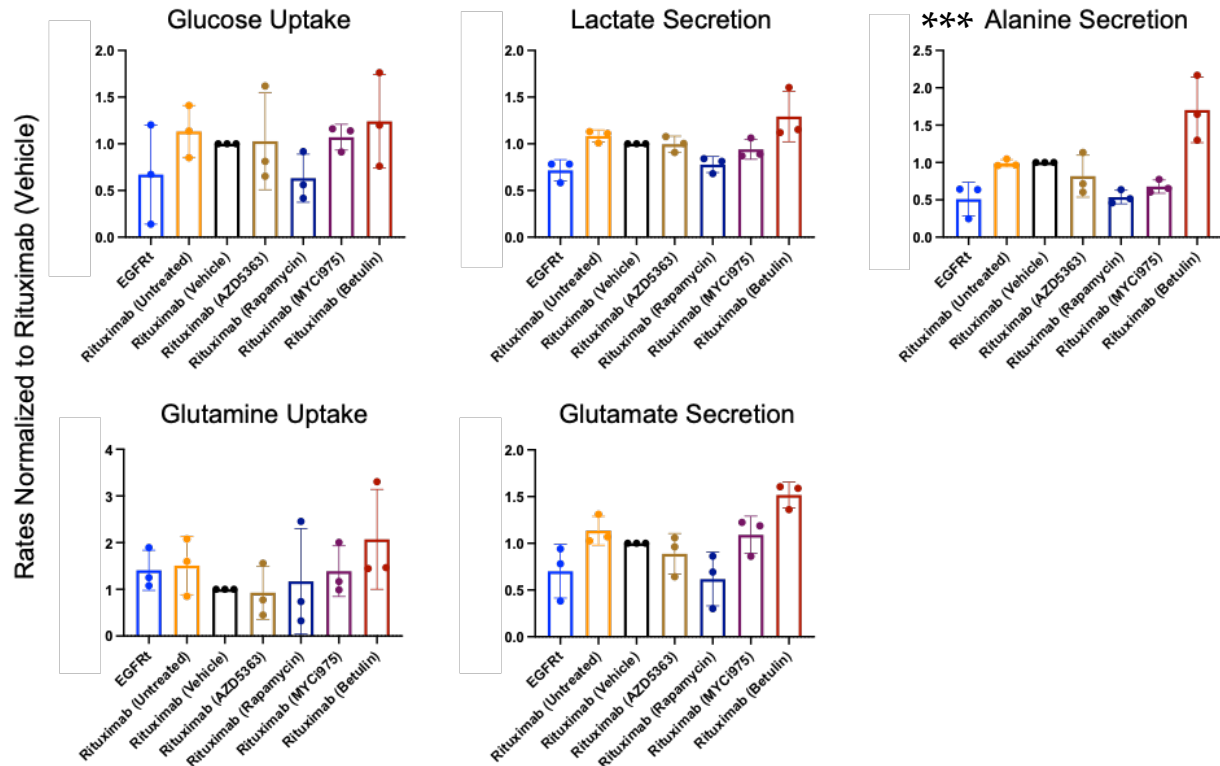 Rates Normalized to Rituximab (Vehicle)
Glucose Uptake
2.0
1.5
1.0
0.5
0.0
EGFRt
Rituximab (Untreated)
Rituximab (Vehicle)
Rituximab (AZD5363)
Rituximab (Rapamycin)
Rituximab (MYCi975)
Rituximab (Betulin)
Lactate Secretion
2.0
1.5
1.0
0.5
0.0
EGFRt
Rituximab (Untreated)
Rituximab (Vehicle)
Rituximab (AZD5363)
Rituximab (Rapamycin)
Rituximab (MYCi975)
Rituximab (Betulin)
*** Alanine Secretion
2.5
2.0
1.5
1.0
0.5
0.0
EGFRt
Rituximab (Untreated)
Rituximab (Vehicle)
Rituximab (AZD5363)
Rituximab (Rapamycin)
Rituximab (MYCi975)
Rituximab (Betulin)
Glutamine Uptake
4
3
2
1
0
EGFRt
Rituximab (Untreated)
Rituximab (Vehicle)
Rituximab (AZD5363)
Rituximab (Rapamycin)
Rituximab (MYCi975)
Rituximab (Betulin)
Glutamate Secretion
2.0
1.5
1.0
0.5
0.0
EGFRt
Rituximab (Untreated)
Rituximab (Vehicle)
Rituximab (AZD5363)
Rituximab (Rapamycin)
Rituximab (MYCi975)
Rituximab (Betulin)